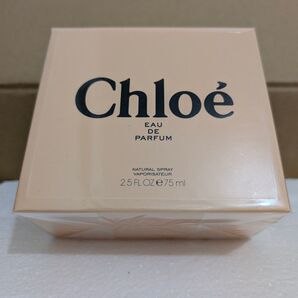 Chloé
EAU
DE
PARFUM
NATURAL SPRAY
VAPORISATEUR
2.5 FL.OZ ℮ 75 ml